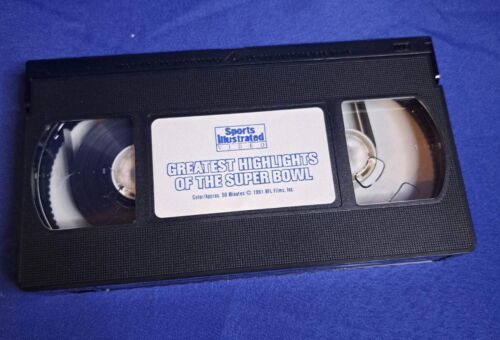 Sports
Illustrated
VIDEO
GREATEST HIGHLIGHTS
OF THE SUPER BOWL
Color/Approx. 30 Minutes © 1991 NFL Films, Inc.